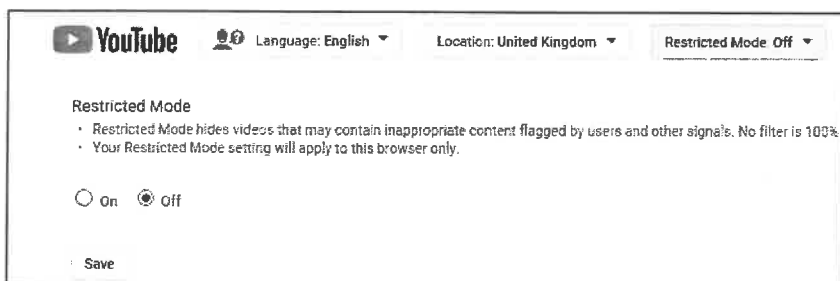 YouTube Language: English Location: United Kingdom Restricted Mode Off
Restricted Mode
· Restricted Mode hides videos that may contain inappropriate content flagged by users and other signals. No filter is 100%
· Your Restricted Mode setting will apply to this browser only.
On Off
Save